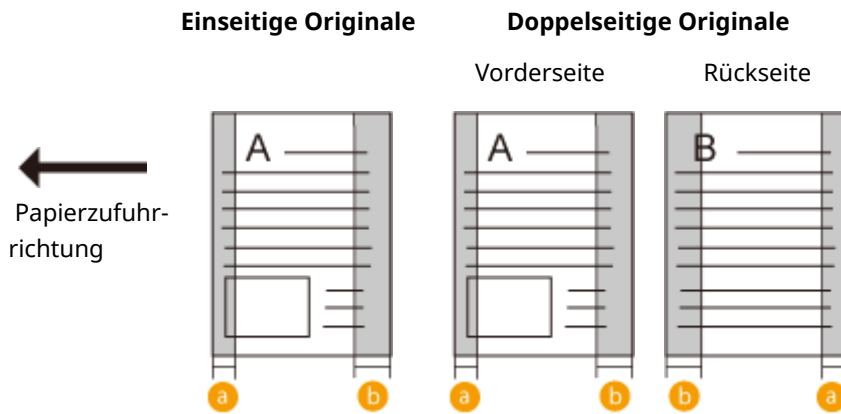 Einseitige Originale
Doppelseitige Originale
Vorderseite
Rückseite
A
A
B
Papierzufuhr-
richtung
a
b
a
b
b
a